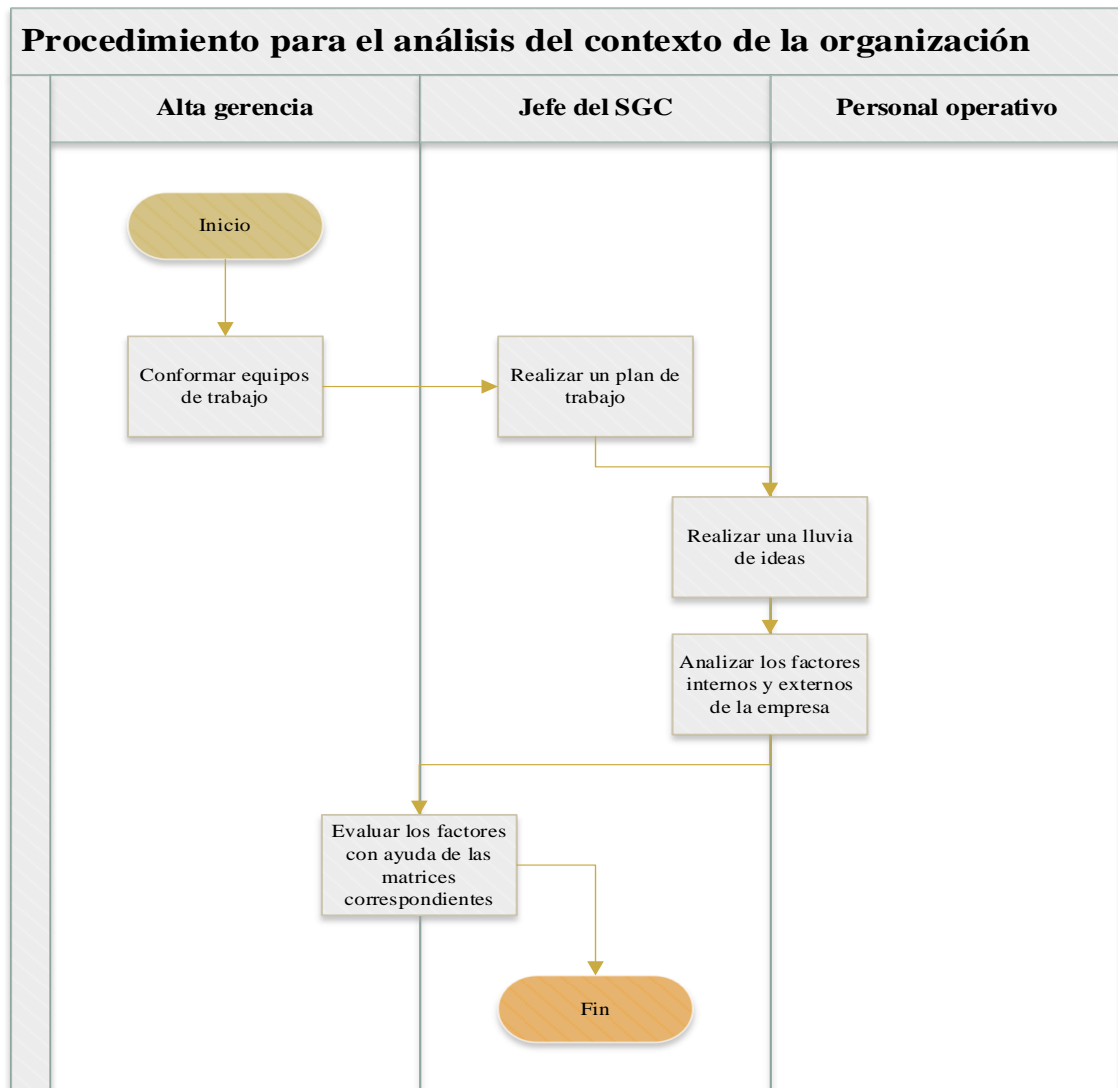 Procedimiento para el análisis del contexto de la organización
Alta gerencia
Jefe del SGC
Personal operativo
Inicio
Conformar equipos
de trabajo
Realizar un plan de
trabajo
Realizar una lluvia
de ideas
Analizar los factores
internos y externos
de la empresa
Evaluar los factores
con ayuda de las
matrices
correspondientes
Fin